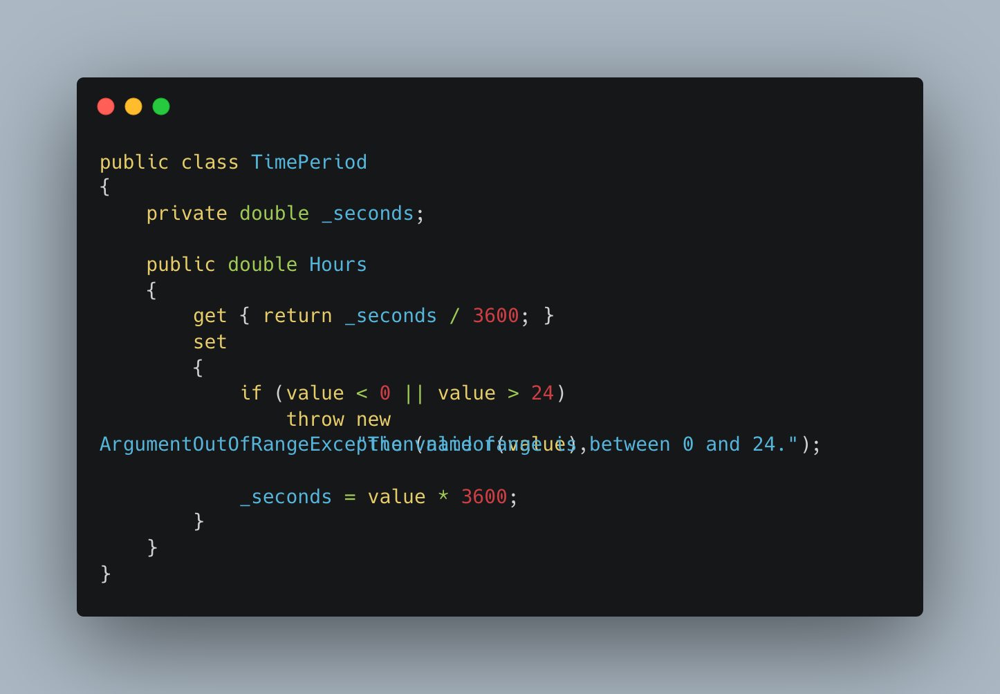 public class TimePeriod
{
    private double _seconds;

    public double Hours
    {
        get { return _seconds / 3600; }
        set
        {
            if (value < 0 || value > 24)
                throw new
ArgumentOutOfRangeException(nameof(value),
"The valid range is between 0 and 24.");

            _seconds = value * 3600;
        }
    }
}